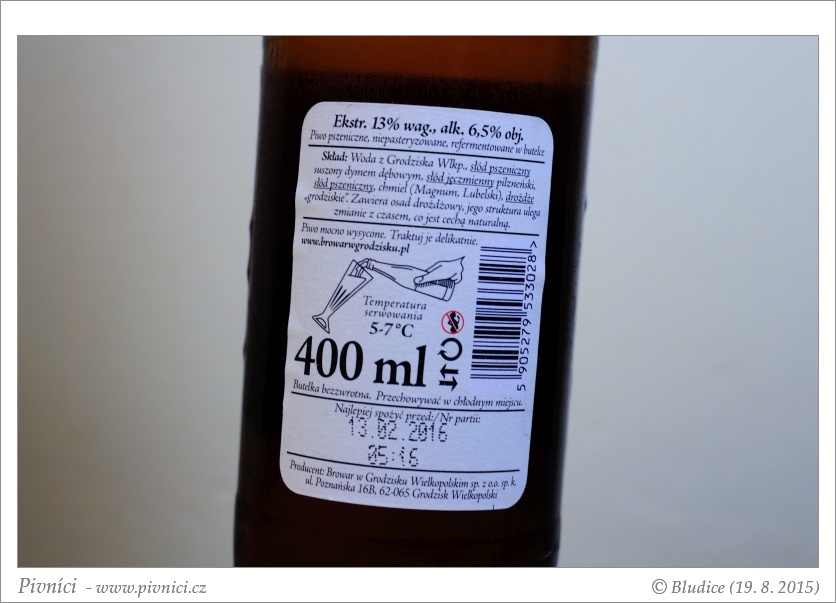 Ekstr. 13% wag., alk. 6,5% obj.
Piwo pszeniczne, niepasteryzowane, refermentowane w butelce
Skład: Woda z Grodziska Wlkp., słód pszeniczny
suszony dymem dębowym, słód jęczmienny pilzneński,
słód pszeniczny, chmiel (Magnum, Lubelski), drożdże
„grodziskie”. Zawiera osad drożdżowy, jego struktura ulega
zmianie z czasem, co jest cechą naturalną.
Piwo mocno wysycone. Traktuj je delikatnie.
www.browarwgrodzisku.pl
Temperatura
serwowania
5-7°C
400 ml
5 905279 533028 >
Butelka bezzwrotna. Przechowywać w chłodnym miejscu.
Najlepiej spożyć przed:/Nr partii:
13.02.2016
05:16
Producent: Browar w Grodzisku Wielkopolskim sp. z o.o. sp. k.
ul. Poznańska 16B, 62-065 Grodzisk Wielkopolski
Pivníci - www.pivnici.cz
© Bludice (19. 8. 2015)